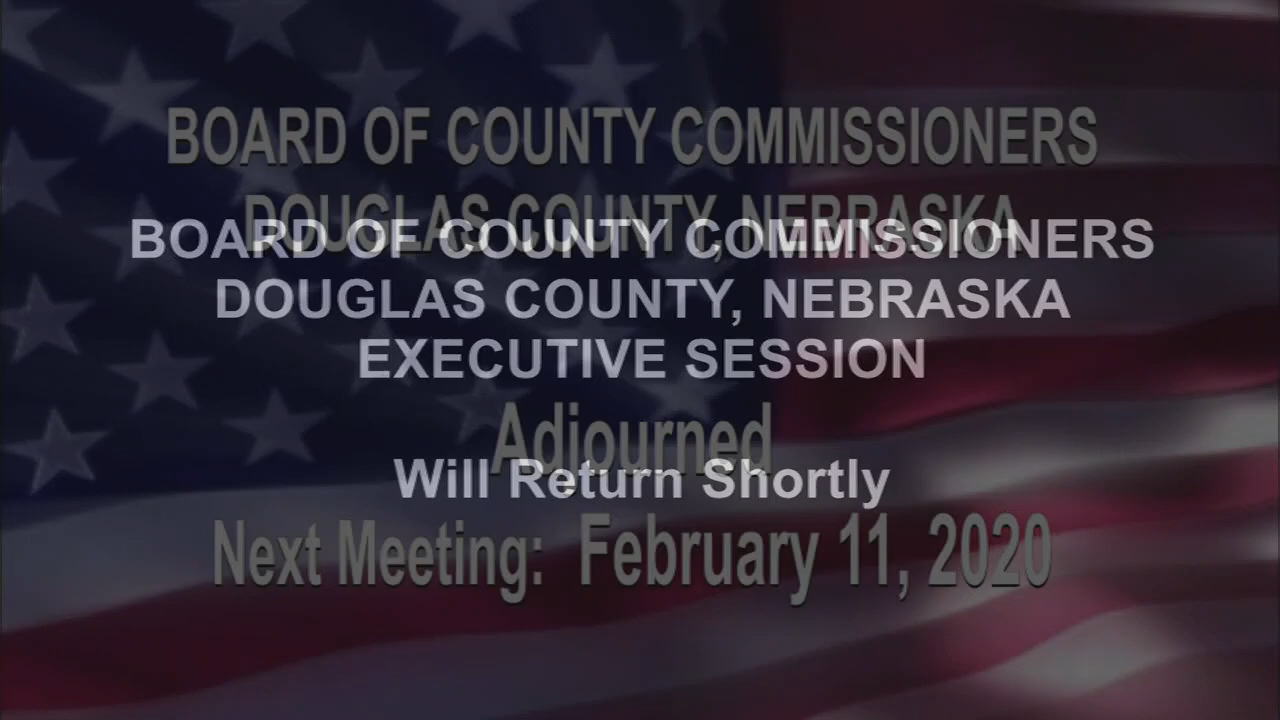 BOARD OF COUNTY COMMISSIONERS
DOUGLAS COUNTY, NEBRASKA
BOARD OF COUNTY COMMISSIONERS
DOUGLAS COUNTY, NEBRASKA
EXECUTIVE SESSION
Adjourned
Will Return Shortly
Next Meeting: February 11, 2020